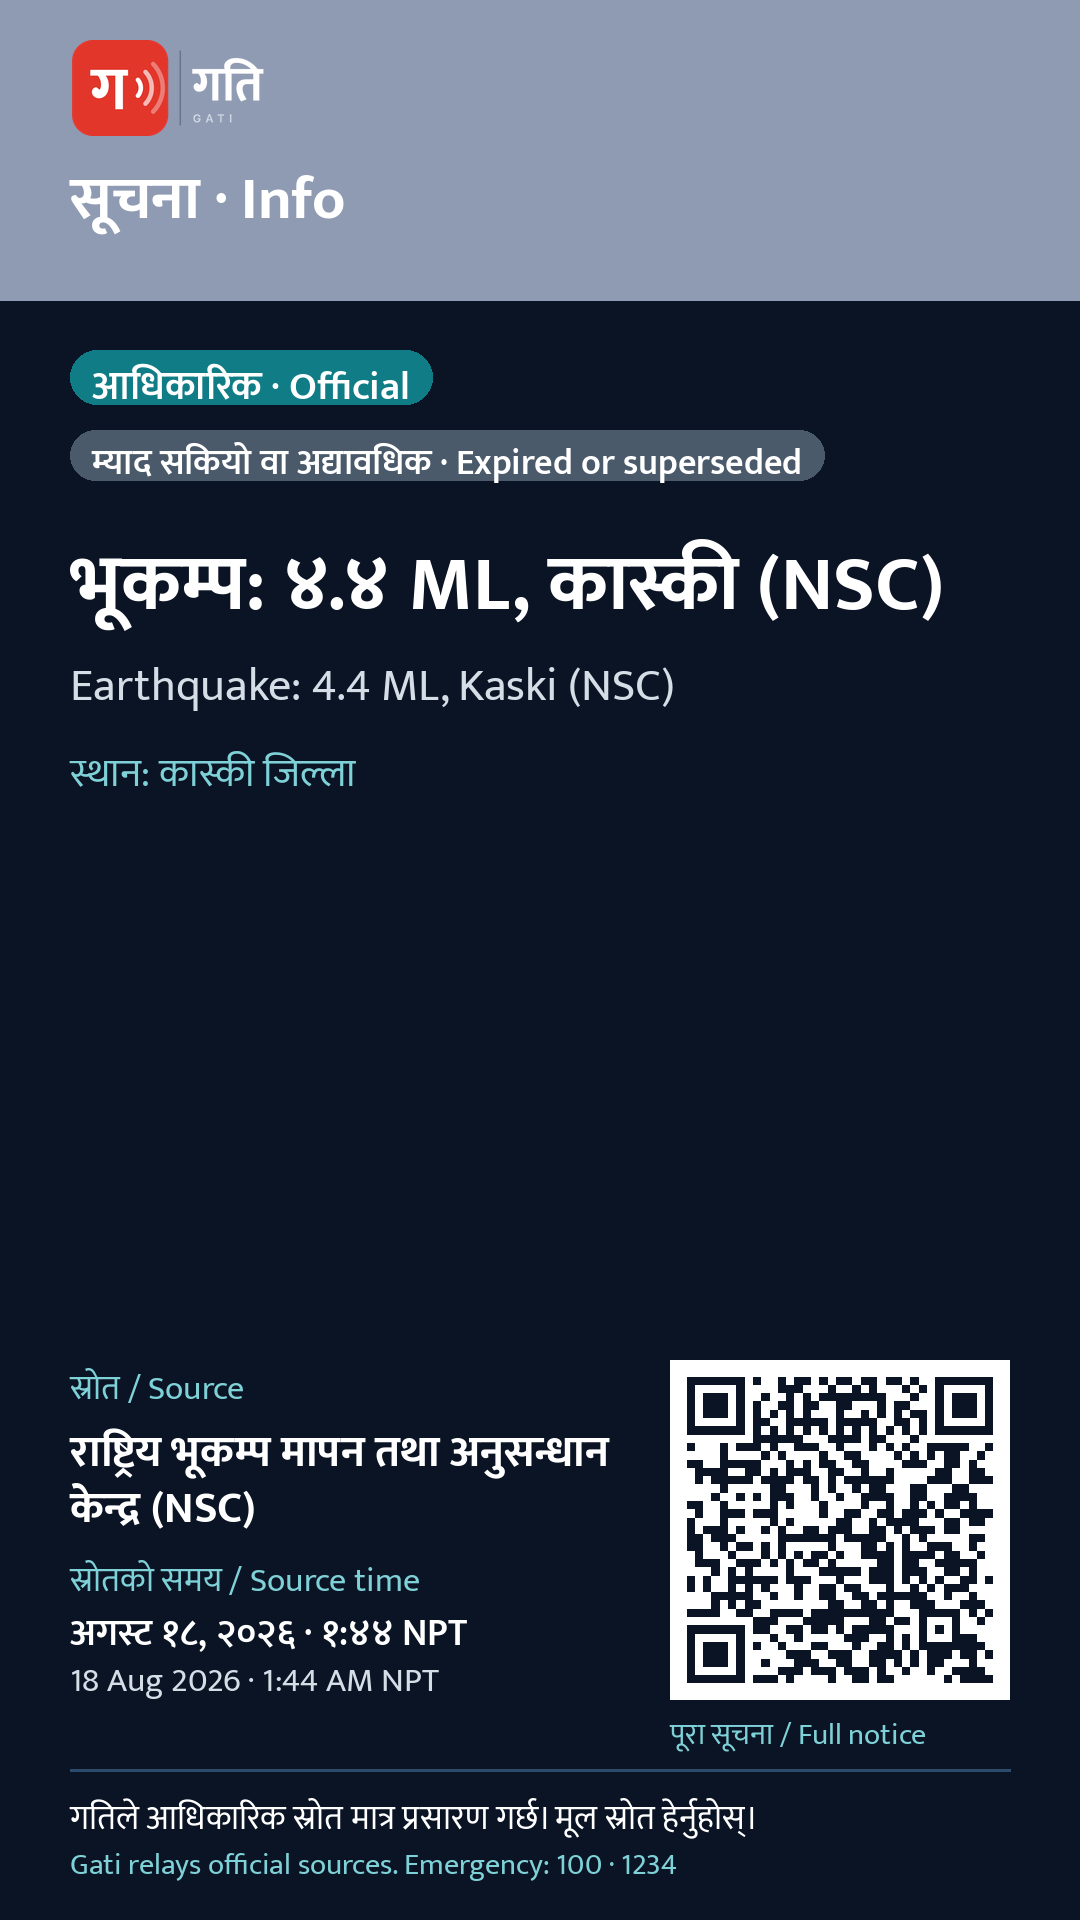 ग
गति
GATI
सूचना · Info
आधिकारिक · Official
म्याद सकियो वा अद्यावधिक · Expired or superseded
भूकम्प: ४.४ ML, कास्की (NSC)
Earthquake: 4.4 ML, Kaski (NSC)
स्थान: कास्की जिल्ला
स्रोत / Source
राष्ट्रिय भूकम्प मापन तथा अनुसन्धान
केन्द्र (NSC)
स्रोतको समय / Source time
अगस्ट १८, २०२६ · १:४४ NPT
18 Aug 2026 · 1:44 AM NPT
पूरा सूचना / Full notice
गतिले आधिकारिक स्रोत मात्र प्रसारण गर्छ। मूल स्रोत हेर्नुहोस्।
Gati relays official sources. Emergency: 100 · 1234